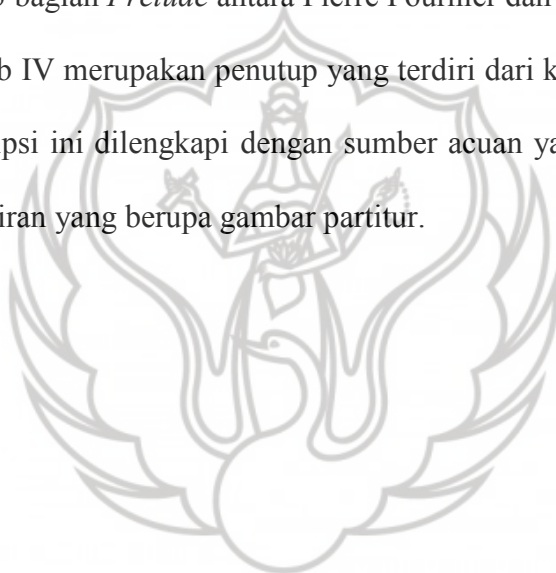 bagian Prelude antara Pierre Fournier dan
b IV merupakan penutup yang terdiri dari k
psi ini dilengkapi dengan sumber acuan ya
iran yang berupa gambar partitur.